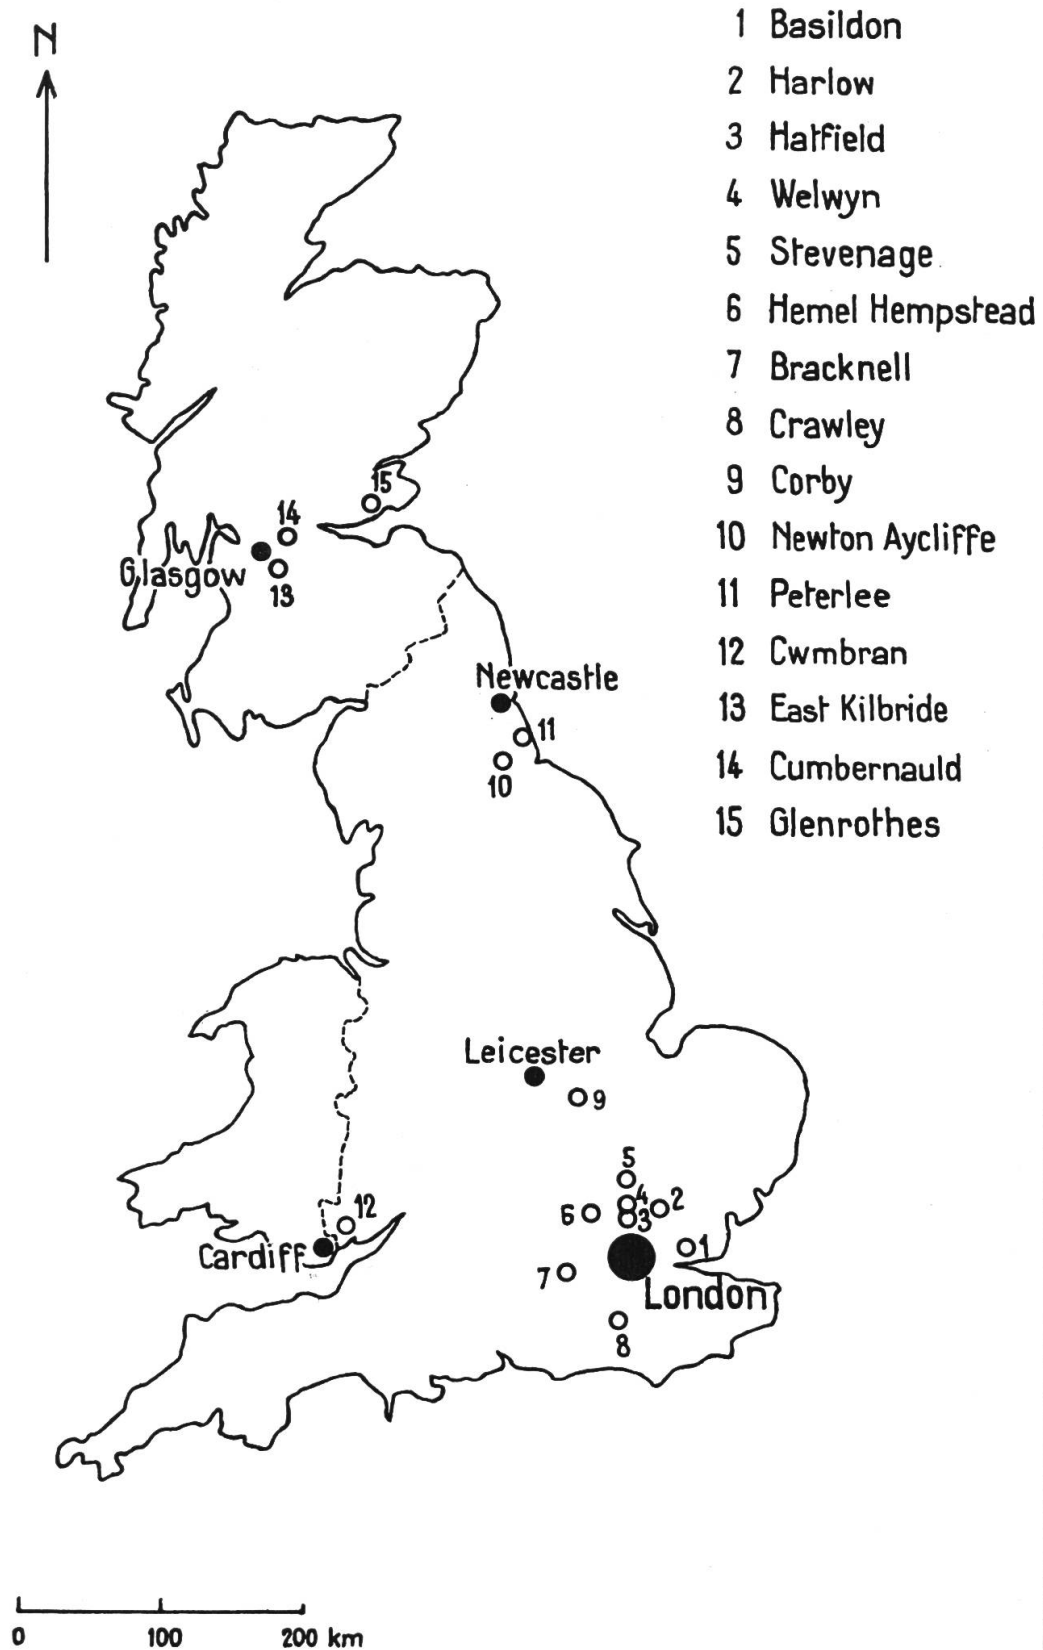 N
1 Basildon
2 Harlow
3 Hatfield
4 Welwyn
5 Stevenage
6 Hemel Hempstead
7 Bracknell
8 Crawley
9 Corby
10 Newton Aycliffe
11 Peterlee
12 Cwmbran
13 East Kilbride
14 Cumbernauld
15 Glenrothes
15
14
Glasgow
13
Newcastle
11
10
Leicester
9
5
4
2
6
3
12
Cardiff
1
7
London
8
0 100 200 km